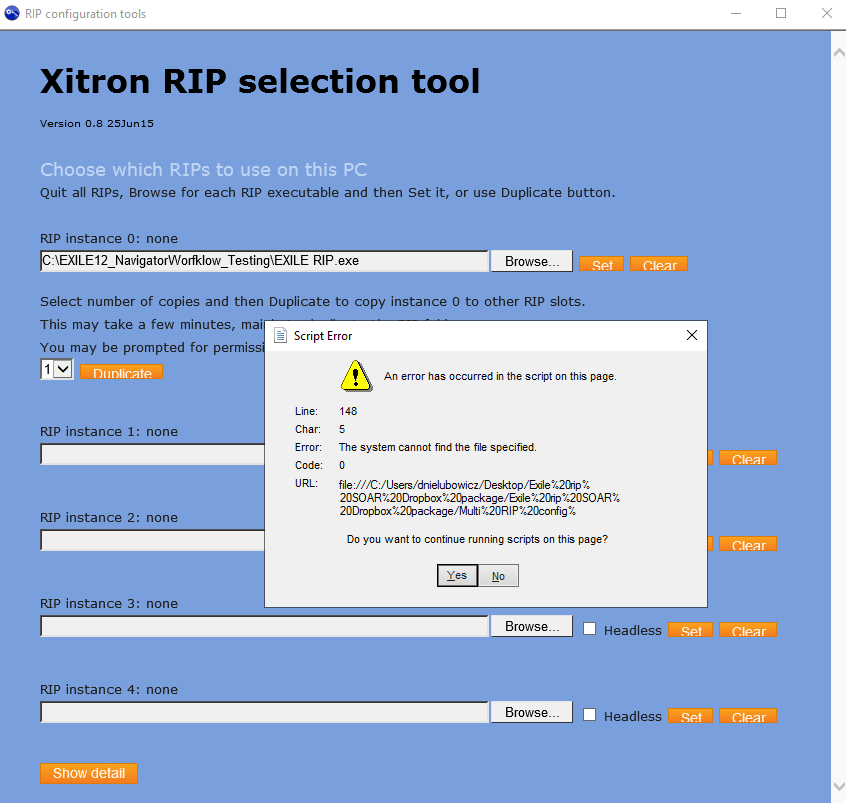 RIP configuration tools
Xitron RIP selection tool
Version 0.8 25Jun15
Choose which RIPs to use on this PC
Quit all RIPs, Browse for each RIP executable and then Set it, or use Duplicate button.
RIP instance 0: none
C:\EXILE12_NavigatorWorfklow_Testing\EXILE RIP.exe
Browse...
Set
Clear
Select number of copies and then Duplicate to copy instance 0 to other RIP slots.
This may take a few minutes,
You may be prompted for
1
Duplicate
Script Error
An error has occurred in the script on this page.
Line: 148
Char: 5
Error: The system cannot find the file specified.
Code: 0
URL: file:///C:/Users/dnielubowicz/Desktop/Exile%20rip%
20SOAR%20Dropbox%20package/Exile%20rip%20SOAR%
20Dropbox%20package/Multi%20RIP%20config%
Do you want to continue running scripts on this page?
Yes
No
RIP instance 1: none
Clear
RIP instance 2: none
Clear
RIP instance 3: none
Browse...
Headless
Set
Clear
RIP instance 4: none
Browse...
Headless
Set
Clear
Show detail